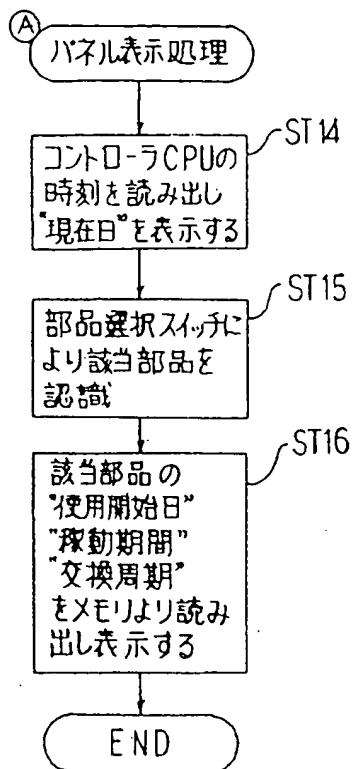 Ⓐ
パネル表示処理
ST14
コントローラCPUの
時刻を読み出し
"現在日"を表示する
ST15
部品選択スイッチに
より該当部品を
認識
ST16
該当部品の
"使用開始日"
"稼動期間"
"交換周期"
をメモリより読み
出し表示する
END